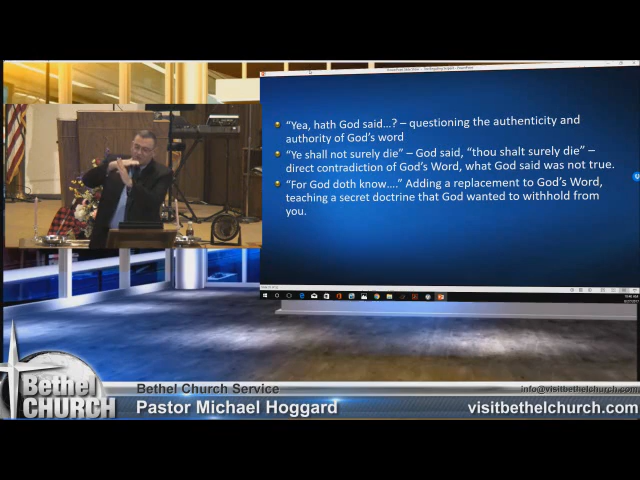 "Yea, hath God said...? – questioning the authenticity and
authority of God's word
"Ye shall not surely die" – God said, "thou shalt surely die" –
direct contradiction of God's Word, what God said was not true.
"For God doth know...." Adding a replacement to God's Word,
teaching a secret doctrine that God wanted to withhold from
you.
Bethel
CHURCH
Bethel Church Service
info@visitbethelchurch.com
Pastor Michael Hoggard
visitbethelchurch.com